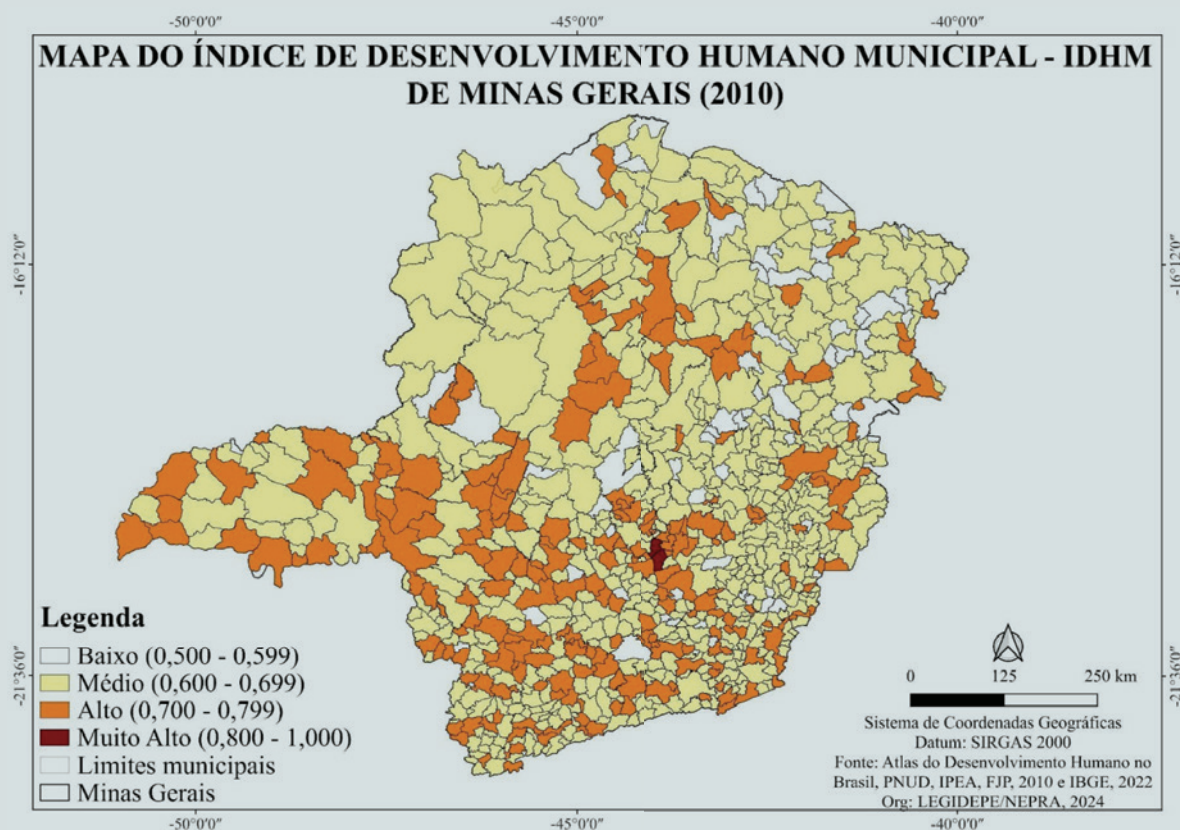 -50°0′0″
-45°0′0″
-40°0′0″
MAPA DO ÍNDICE DE DESENVOLVIMENTO HUMANO MUNICIPAL - IDHM
DE MINAS GERAIS (2010)
-16°12′0″
-16°12′0″
Legenda
Baixo (0,500 - 0,599)
Médio (0,600 - 0,699)
Alto (0,700 - 0,799)
Muito Alto (0,800 - 1,000)
Limites municipais
Minas Gerais
-21°36′0″
-21°36′0″
0 125 250 km
Sistema de Coordenadas Geográficas
Datum: SIRGAS 2000
Fonte: Atlas do Desenvolvimento Humano no
Brasil, PNUD, IPEA, FJP, 2010 e IBGE, 2022
Org: LEGIDEPE/NEPRA, 2024
-50°0′0″
-45°0′0″
-40°0′0″